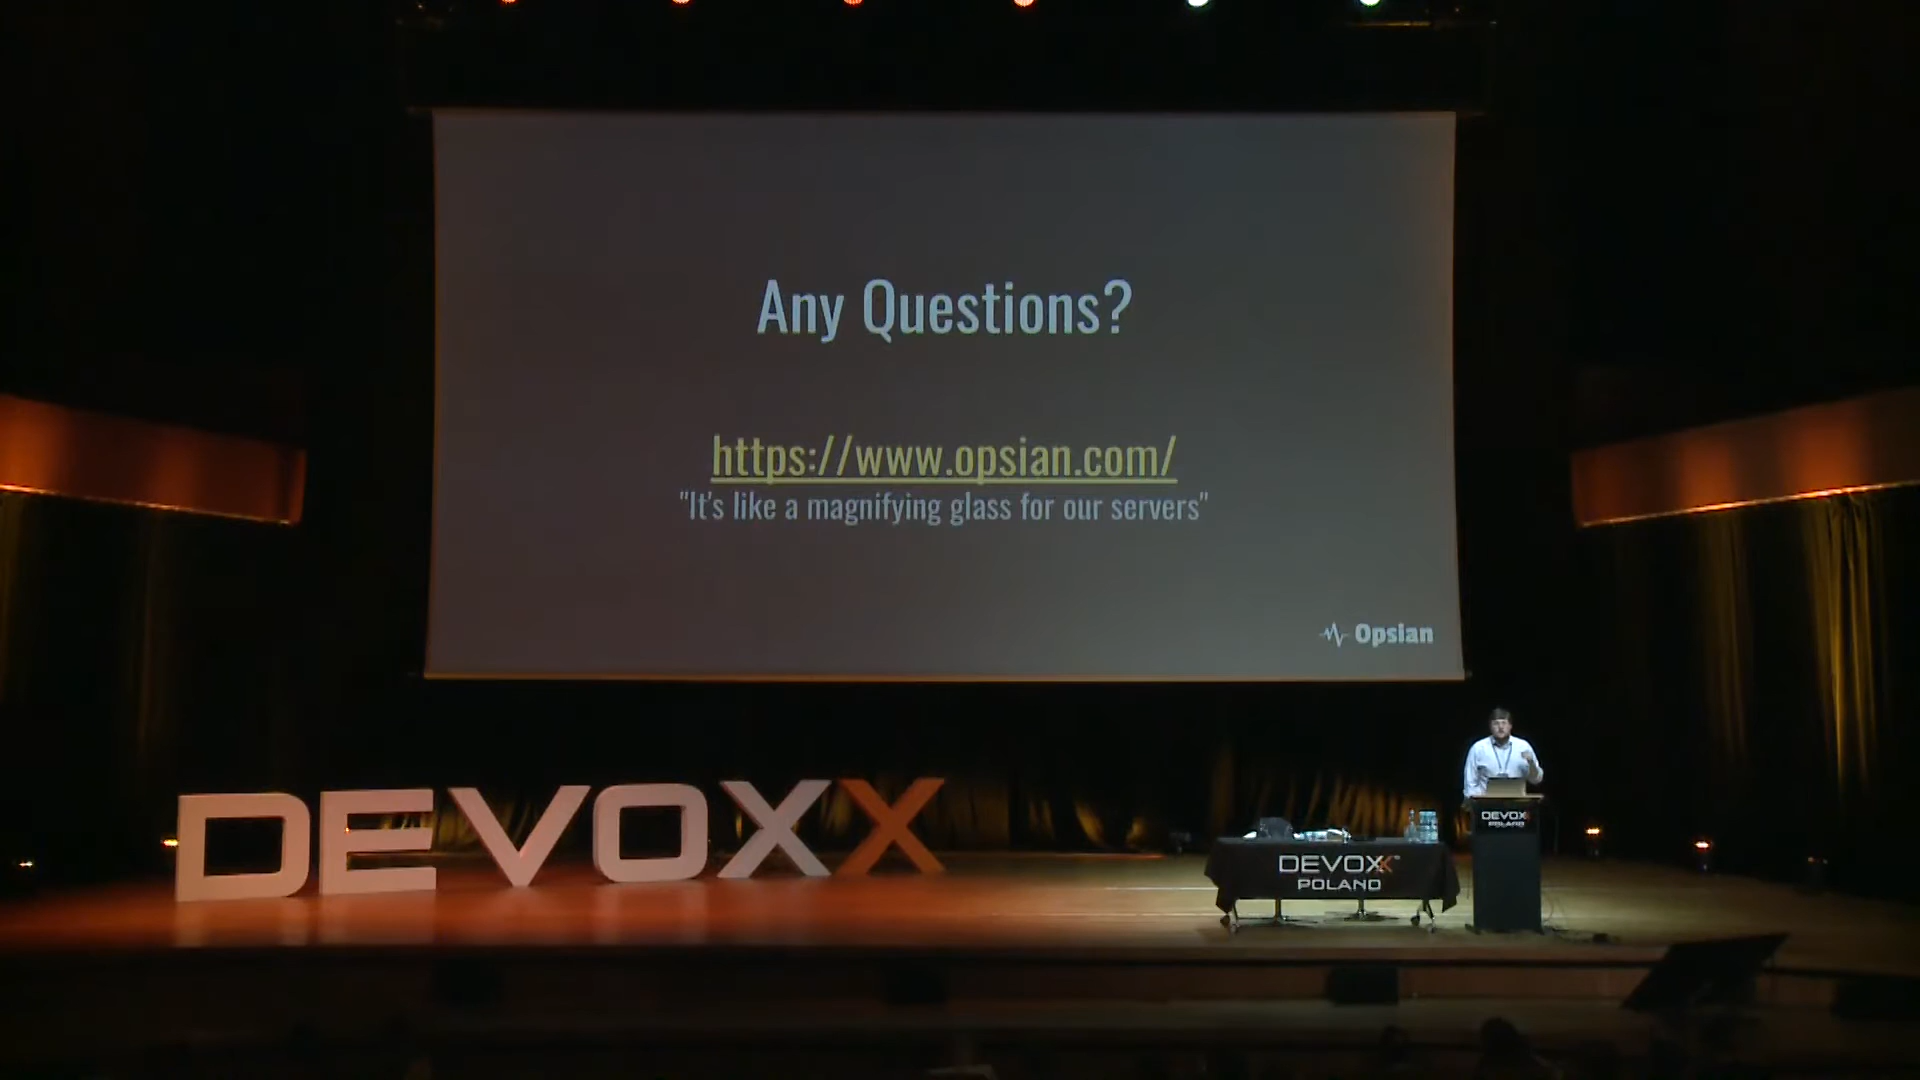 Any Questions?
https://www.opsian.com/
"It's like a magnifying glass for our servers"
Opsian
DEVOXX
DEVOXX
POLAND
DEVOXX
POLAND